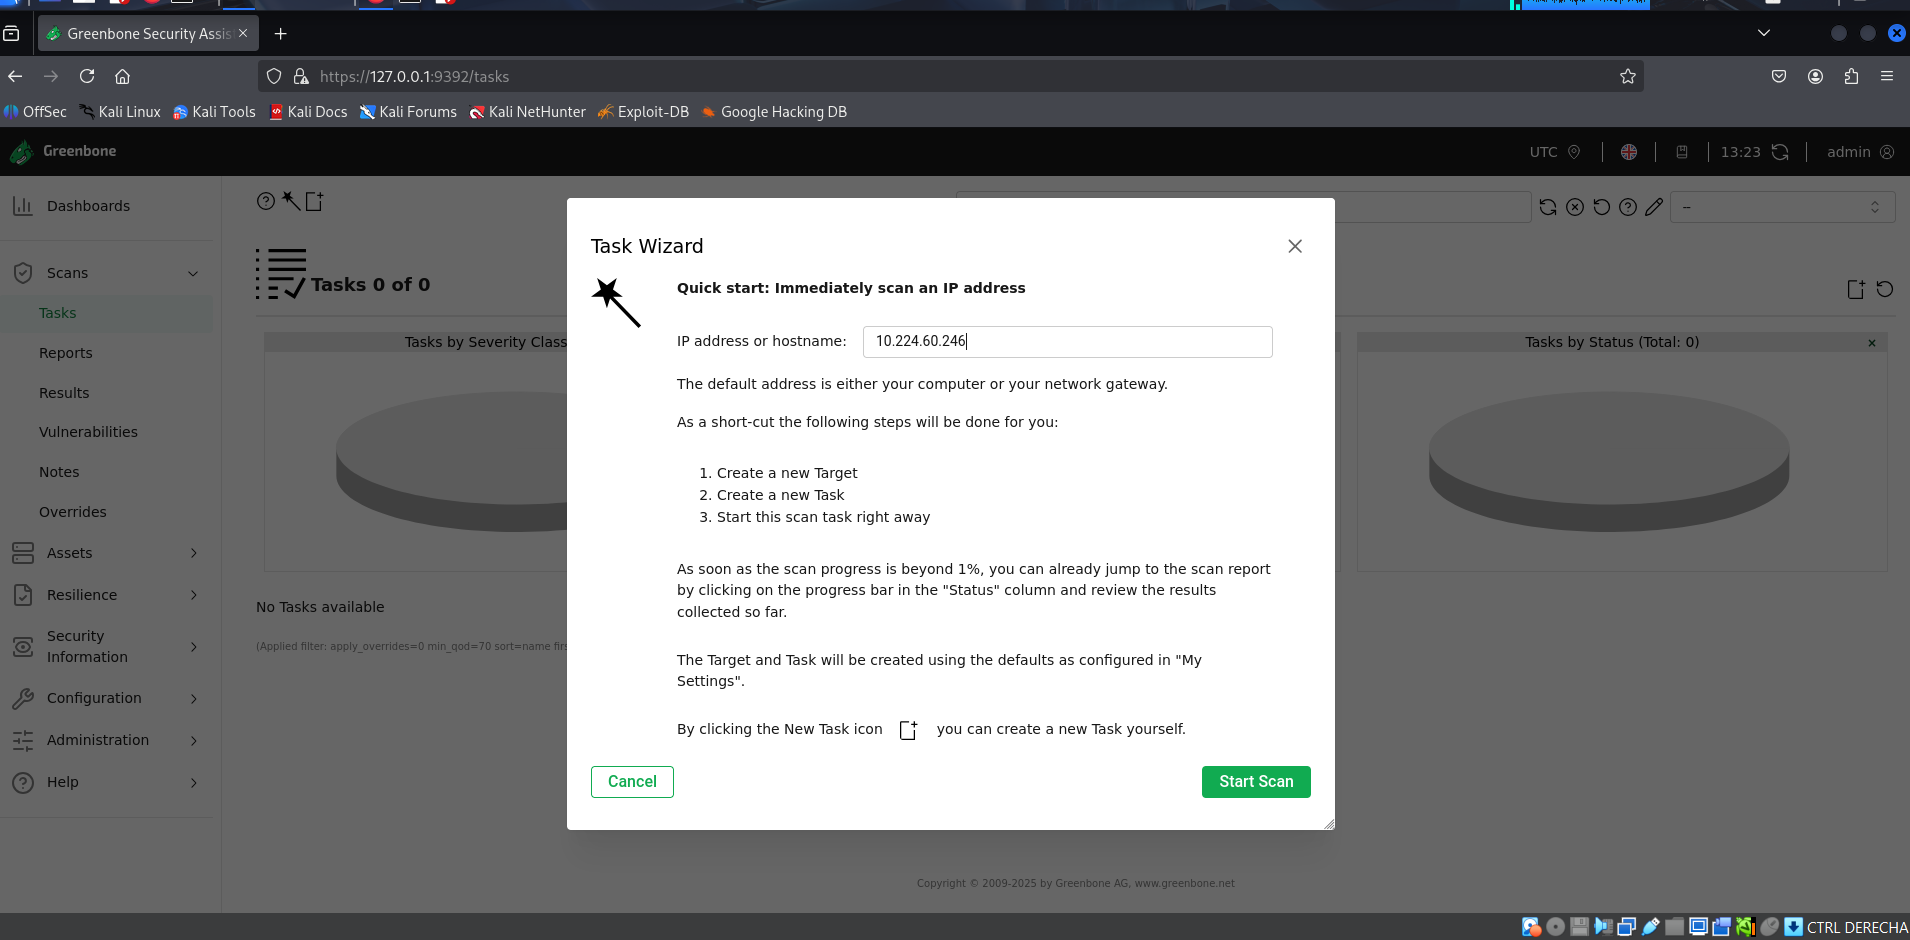 Greenbone Security Assis
https://127.0.0.1:9392/tasks
OffSec Kali Linux Kali Tools Kali Docs Kali Forums Kali NetHunter Exploit-DB Google Hacking DB
Greenbone
UTC 13:23 admin
Dashboards
Scans
Tasks
Reports
Results
Vulnerabilities
Notes
Overrides
Assets
Resilience
Security
Information
Configuration
Administration
Help
--
Tasks 0 of 0
Tasks by Severity Class
Tasks by Status (Total: 0)
No Tasks available
(Applied filter: apply_overrides=0 min_qod=70 sort=name firs
Task Wizard
Quick start: Immediately scan an IP address
IP address or hostname: 10.224.60.246
The default address is either your computer or your network gateway.
As a short-cut the following steps will be done for you:
1. Create a new Target
2. Create a new Task
3. Start this scan task right away
As soon as the scan progress is beyond 1%, you can already jump to the scan report
by clicking on the progress bar in the "Status" column and review the results
collected so far.
The Target and Task will be created using the defaults as configured in "My
Settings".
By clicking the New Task icon you can create a new Task yourself.
Cancel
Start Scan
Copyright © 2009-2025 by Greenbone AG, www.greenbone.net
CTRL DERECHA